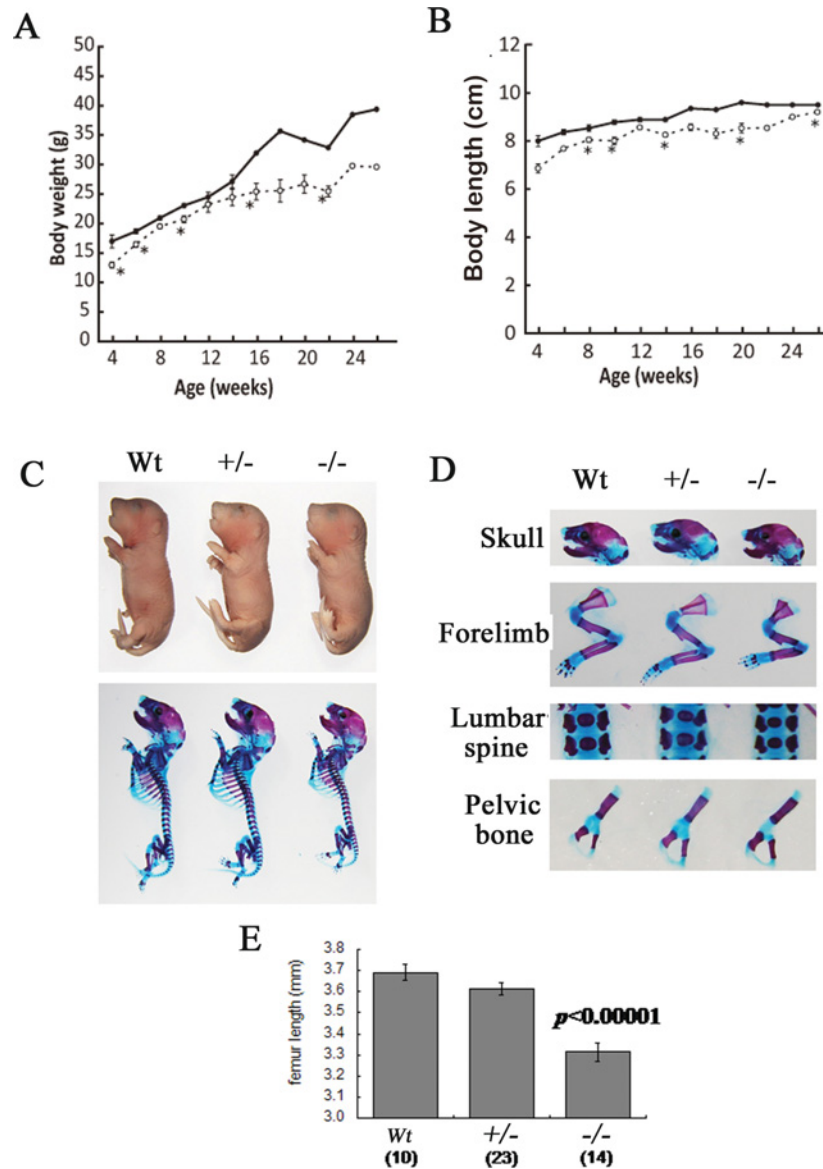 A
50
45
40
35
30
25
20
15
10
5
0
Body weight (g)
*
*
*
*
*
4 8 12 16 20 24
Age (weeks)
B
12
10
8
6
4
2
0
Body length (cm)
* * * * *
4 8 12 16 20 24
Age (weeks)
C
Wt +/- -/-
D
Wt +/- -/-
Skull
Forelimb
Lumbar
spine
Pelvic
bone
E
3.8
3.7
3.6
3.5
3.4
3.3
3.2
3.1
3.0
femur length (mm)
p<0.00001
Wt +/- -/-
(10) (23) (14)